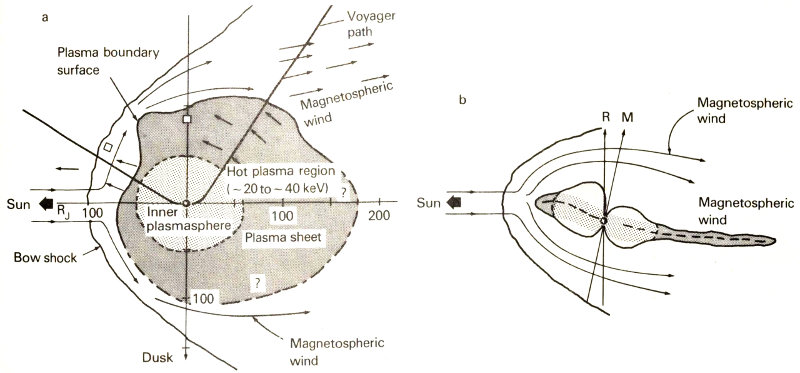 a
Voyager
path
Plasma boundary
surface
Magnetospheric
wind
Hot plasma region
(~20 to ~40 keV)
?
Sun
R_J 100
Inner
plasmasphere
100
200
Plasma sheet
Bow shock
?
100
Magnetospheric
wind
Dusk
b
R M
Magnetospheric
wind
Sun
Magnetospheric
wind